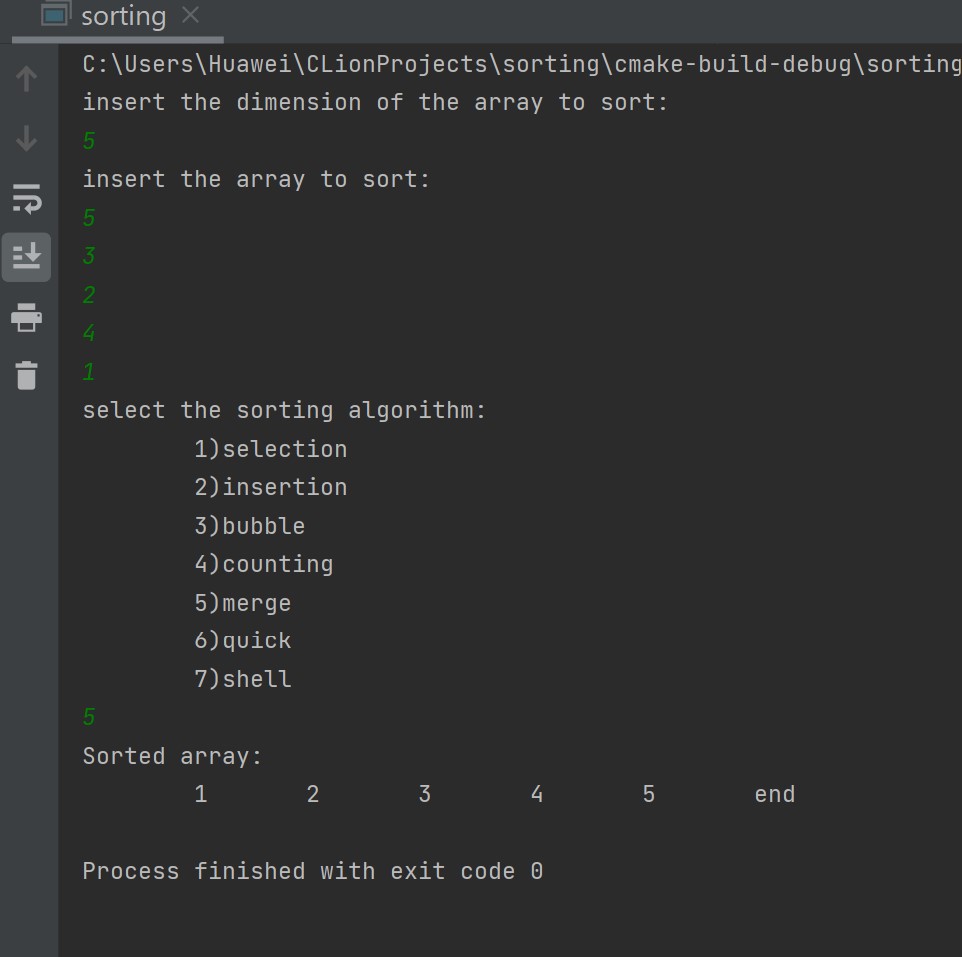 sorting
C:\Users\Huawei\CLionProjects\sorting\cmake-build-debug\sorting
insert the dimension of the array to sort:
5
insert the array to sort:
5
3
2
4
1
select the sorting algorithm:
1)selection
2)insertion
3)bubble
4)counting
5)merge
6)quick
7)shell
5
Sorted array:
1 2 3 4 5 end
Process finished with exit code 0